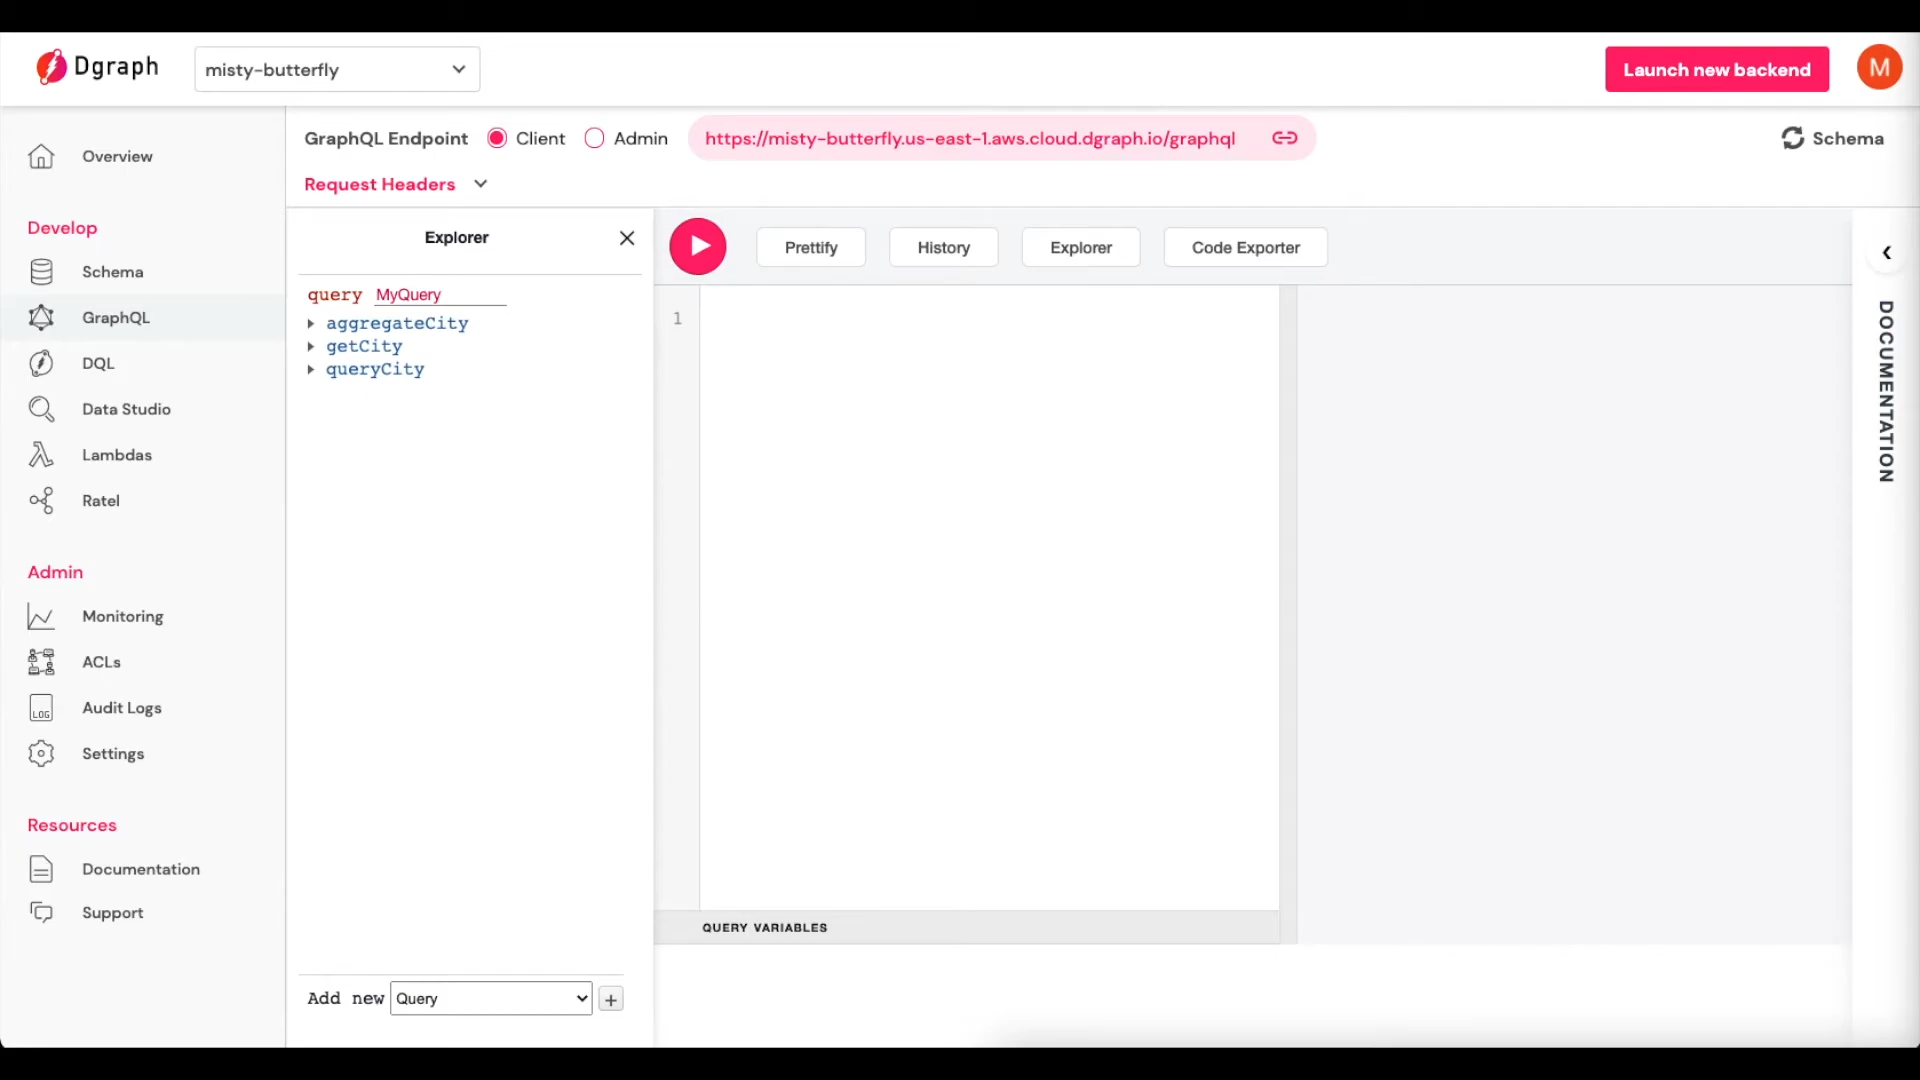 Dgraph
misty-butterfly
Launch new backend
M
Overview
Develop
Schema
GraphQL
DQL
Data Studio
Lambdas
Ratel
Admin
Monitoring
ACLs
LOG
Audit Logs
Settings
Resources
Documentation
Support
GraphQL Endpoint Client Admin https://misty-butterfly.us-east-1.aws.cloud.dgraph.io/graphql
Schema
Request Headers
Explorer
query MyQuery
aggregateCity
getCity
queryCity
Add new Query +
Prettify History Explorer Code Exporter
1
QUERY VARIABLES
DOCUMENTATION